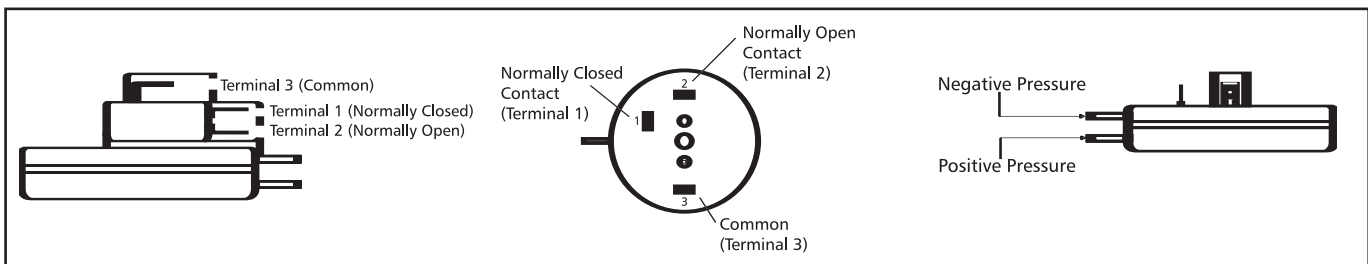 Terminal 3 (Common)
Terminal 1 (Normally Closed)
Terminal 2 (Normally Open)
Normally Closed
Contact
(Terminal 1)
Normally Open
Contact
(Terminal 2)
2
1
3
Common
(Terminal 3)
Negative Pressure
Positive Pressure